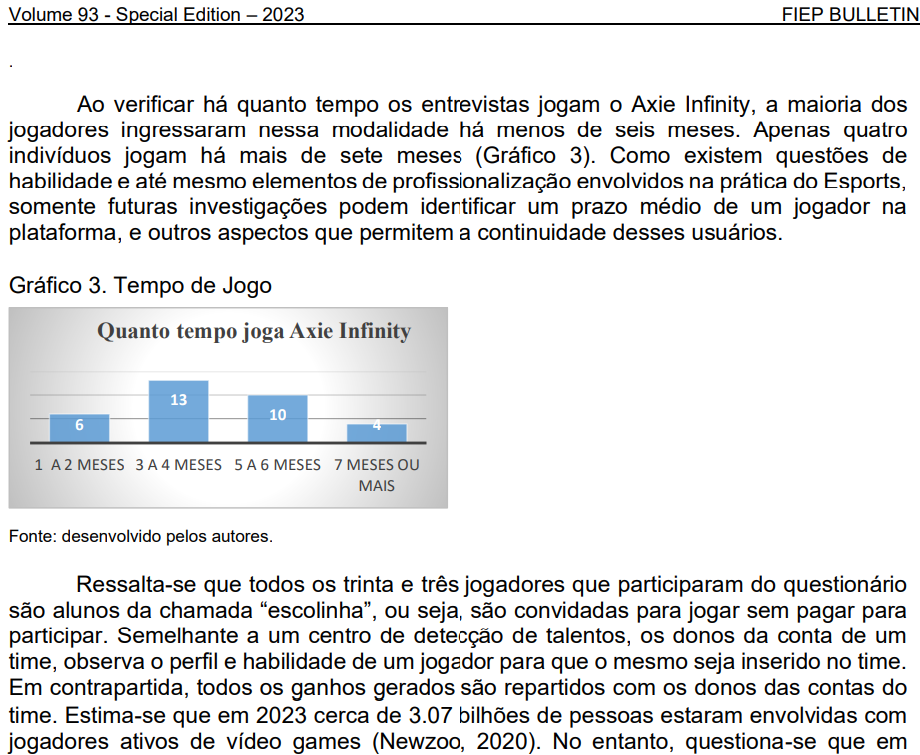 Volume 93 - Special Edition – 2023 FIEP BULLETIN
.
Ao verificar há quanto tempo os entrevistas jogam o Axie Infinity, a maioria dos
jogadores ingressaram nessa modalidade há menos de seis meses. Apenas quatro
indivíduos jogam há mais de sete meses (Gráfico 3). Como existem questões de
habilidade e até mesmo elementos de profissionalização envolvidos na prática do Esports,
somente futuras investigações podem identificar um prazo médio de um jogador na
plataforma, e outros aspectos que permitem a continuidade desses usuários.
Gráfico 3. Tempo de Jogo
Quanto tempo joga Axie Infinity
6 13 10 4
1 A 2 MESES 3 A 4 MESES 5 A 6 MESES 7 MESES OU
MAIS
Fonte: desenvolvido pelos autores.
Ressalta-se que todos os trinta e três jogadores que participaram do questionário
são alunos da chamada “escolinha”, ou seja, são convidadas para jogar sem pagar para
participar. Semelhante a um centro de detecção de talentos, os donos da conta de um
time, observa o perfil e habilidade de um jogador para que o mesmo seja inserido no time.
Em contrapartida, todos os ganhos gerados são repartidos com os donos das contas do
time. Estima-se que em 2023 cerca de 3.07 bilhões de pessoas estaram envolvidas com
jogadores ativos de vídeo games (Newzoo, 2020). No entanto, questiona-se que em